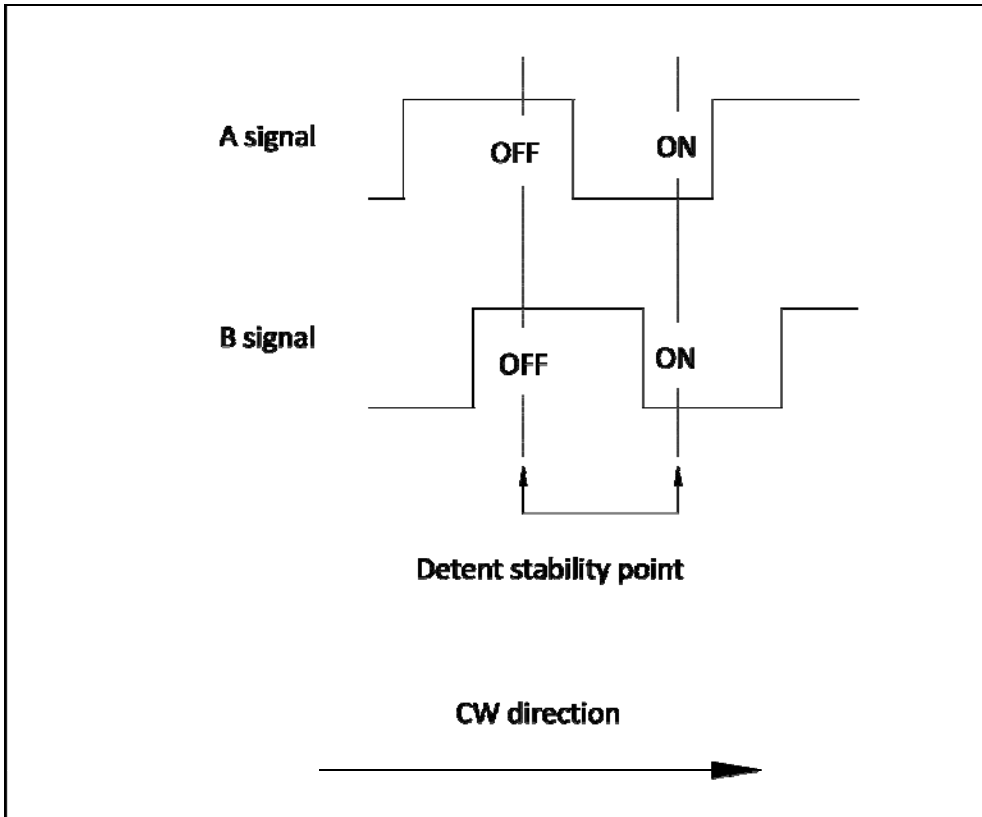 A signal
OFF
ON
B signal
OFF
ON
Detent stability point
CW direction